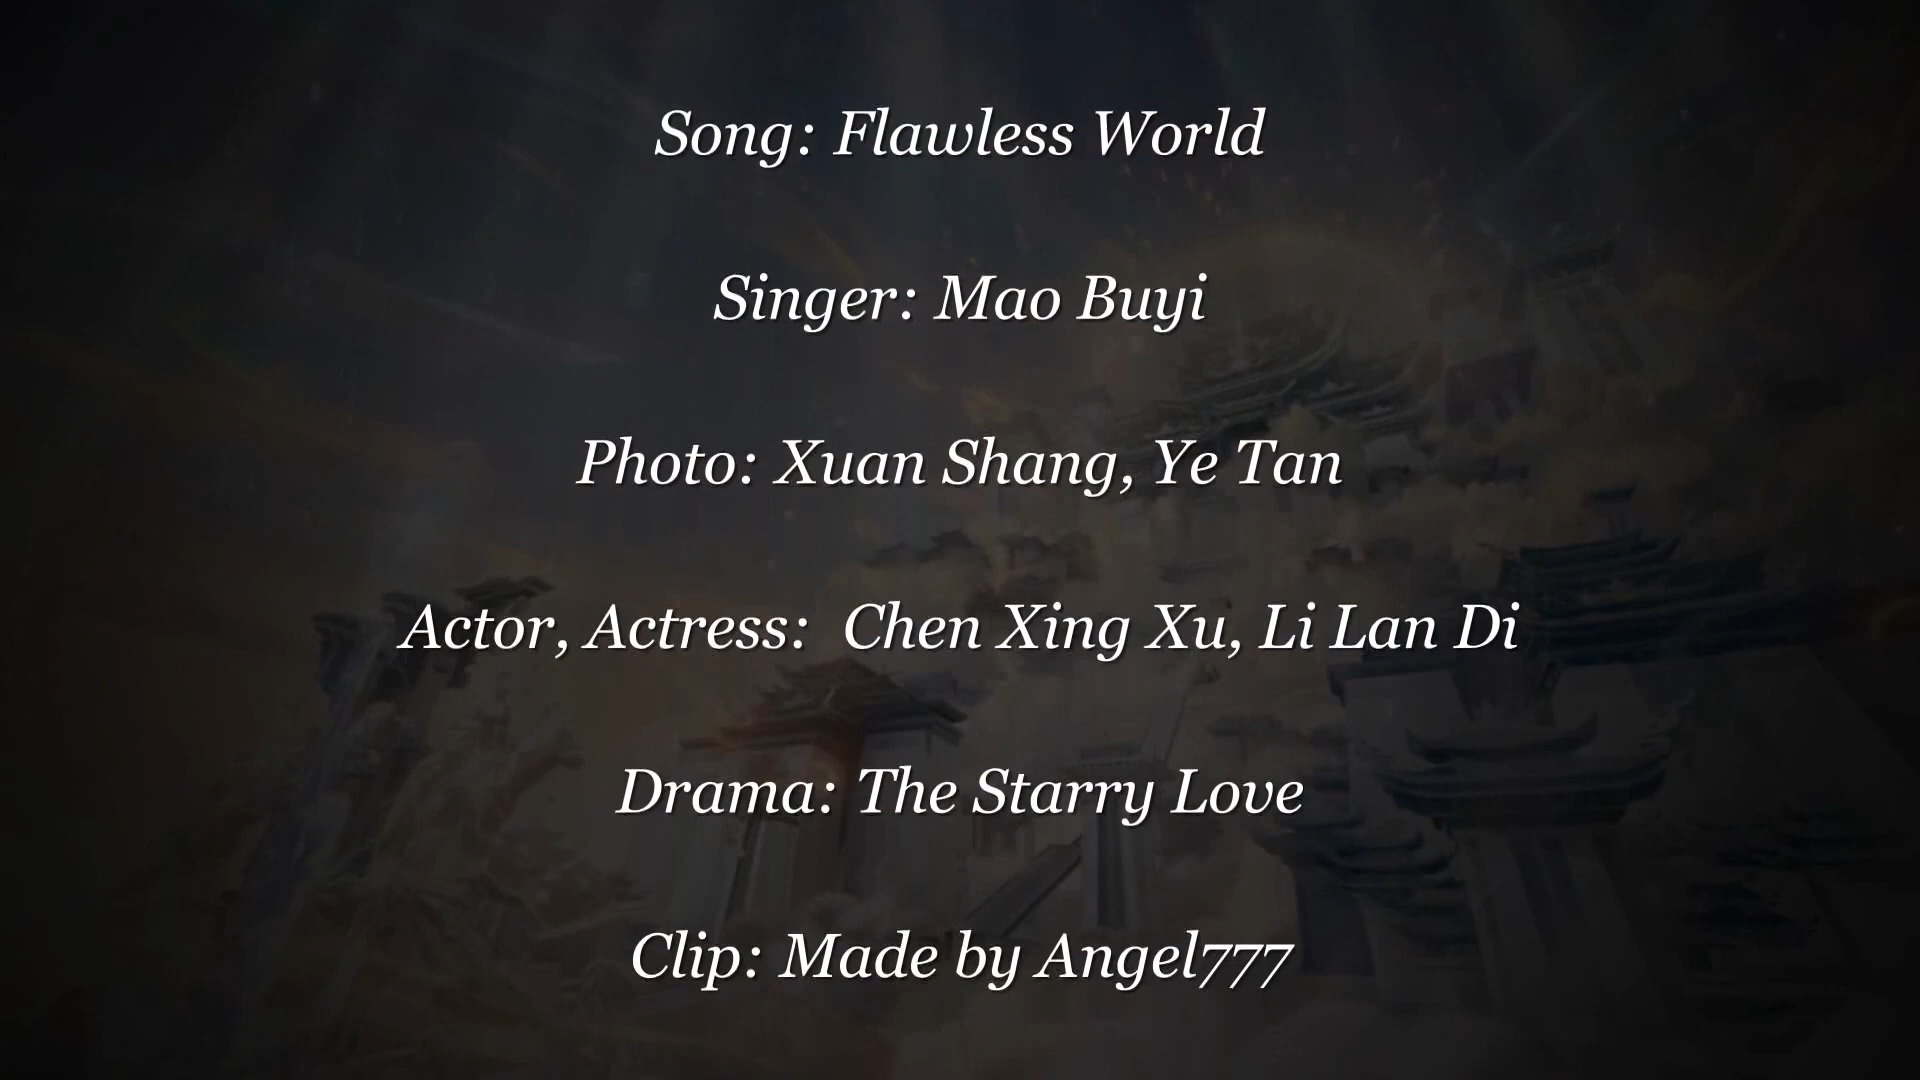 Song: Flawless World
Singer: Mao Buyi
Photo: Xuan Shang, Ye Tan
Actor, Actress:  Chen Xing Xu, Li Lan Di
Drama: The Starry Love
Clip: Made by Angel777